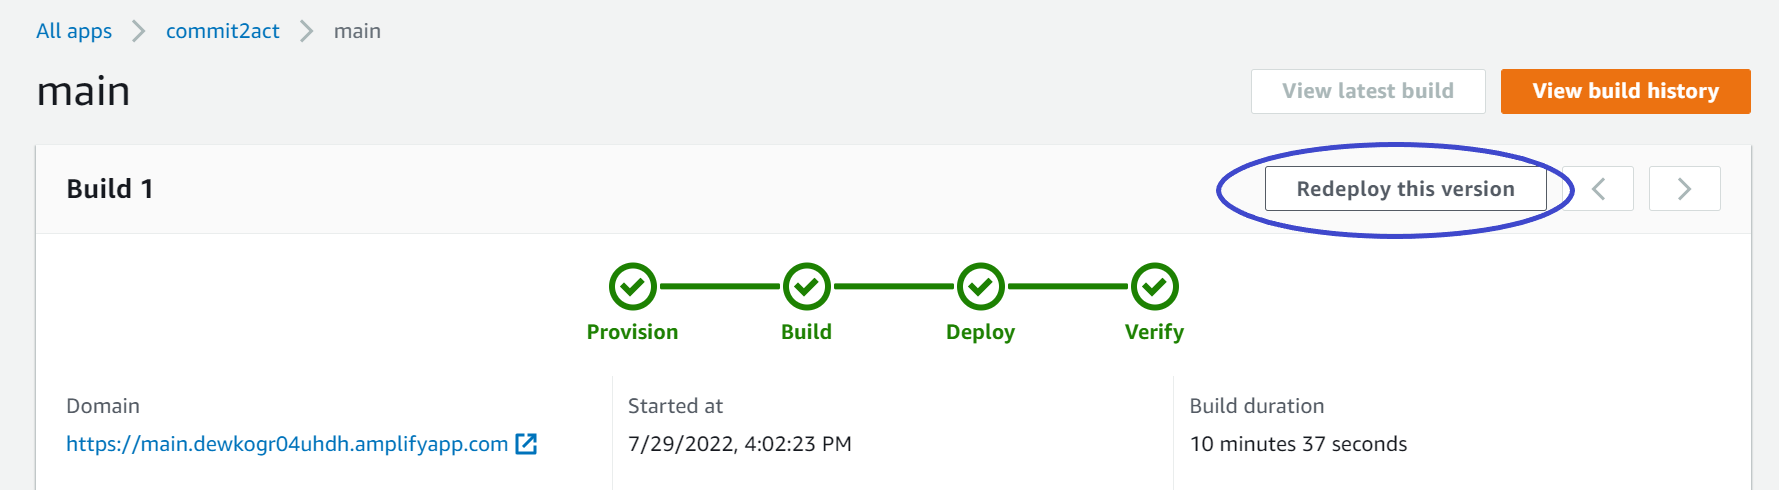 All apps commit2act main
main
View latest build View build history
Build 1
Redeploy this version
Provision Build Deploy Verify
Domain Started at Build duration
https://main.dewkogr04uhdh.amplifyapp.com 7/29/2022, 4:02:23 PM 10 minutes 37 seconds